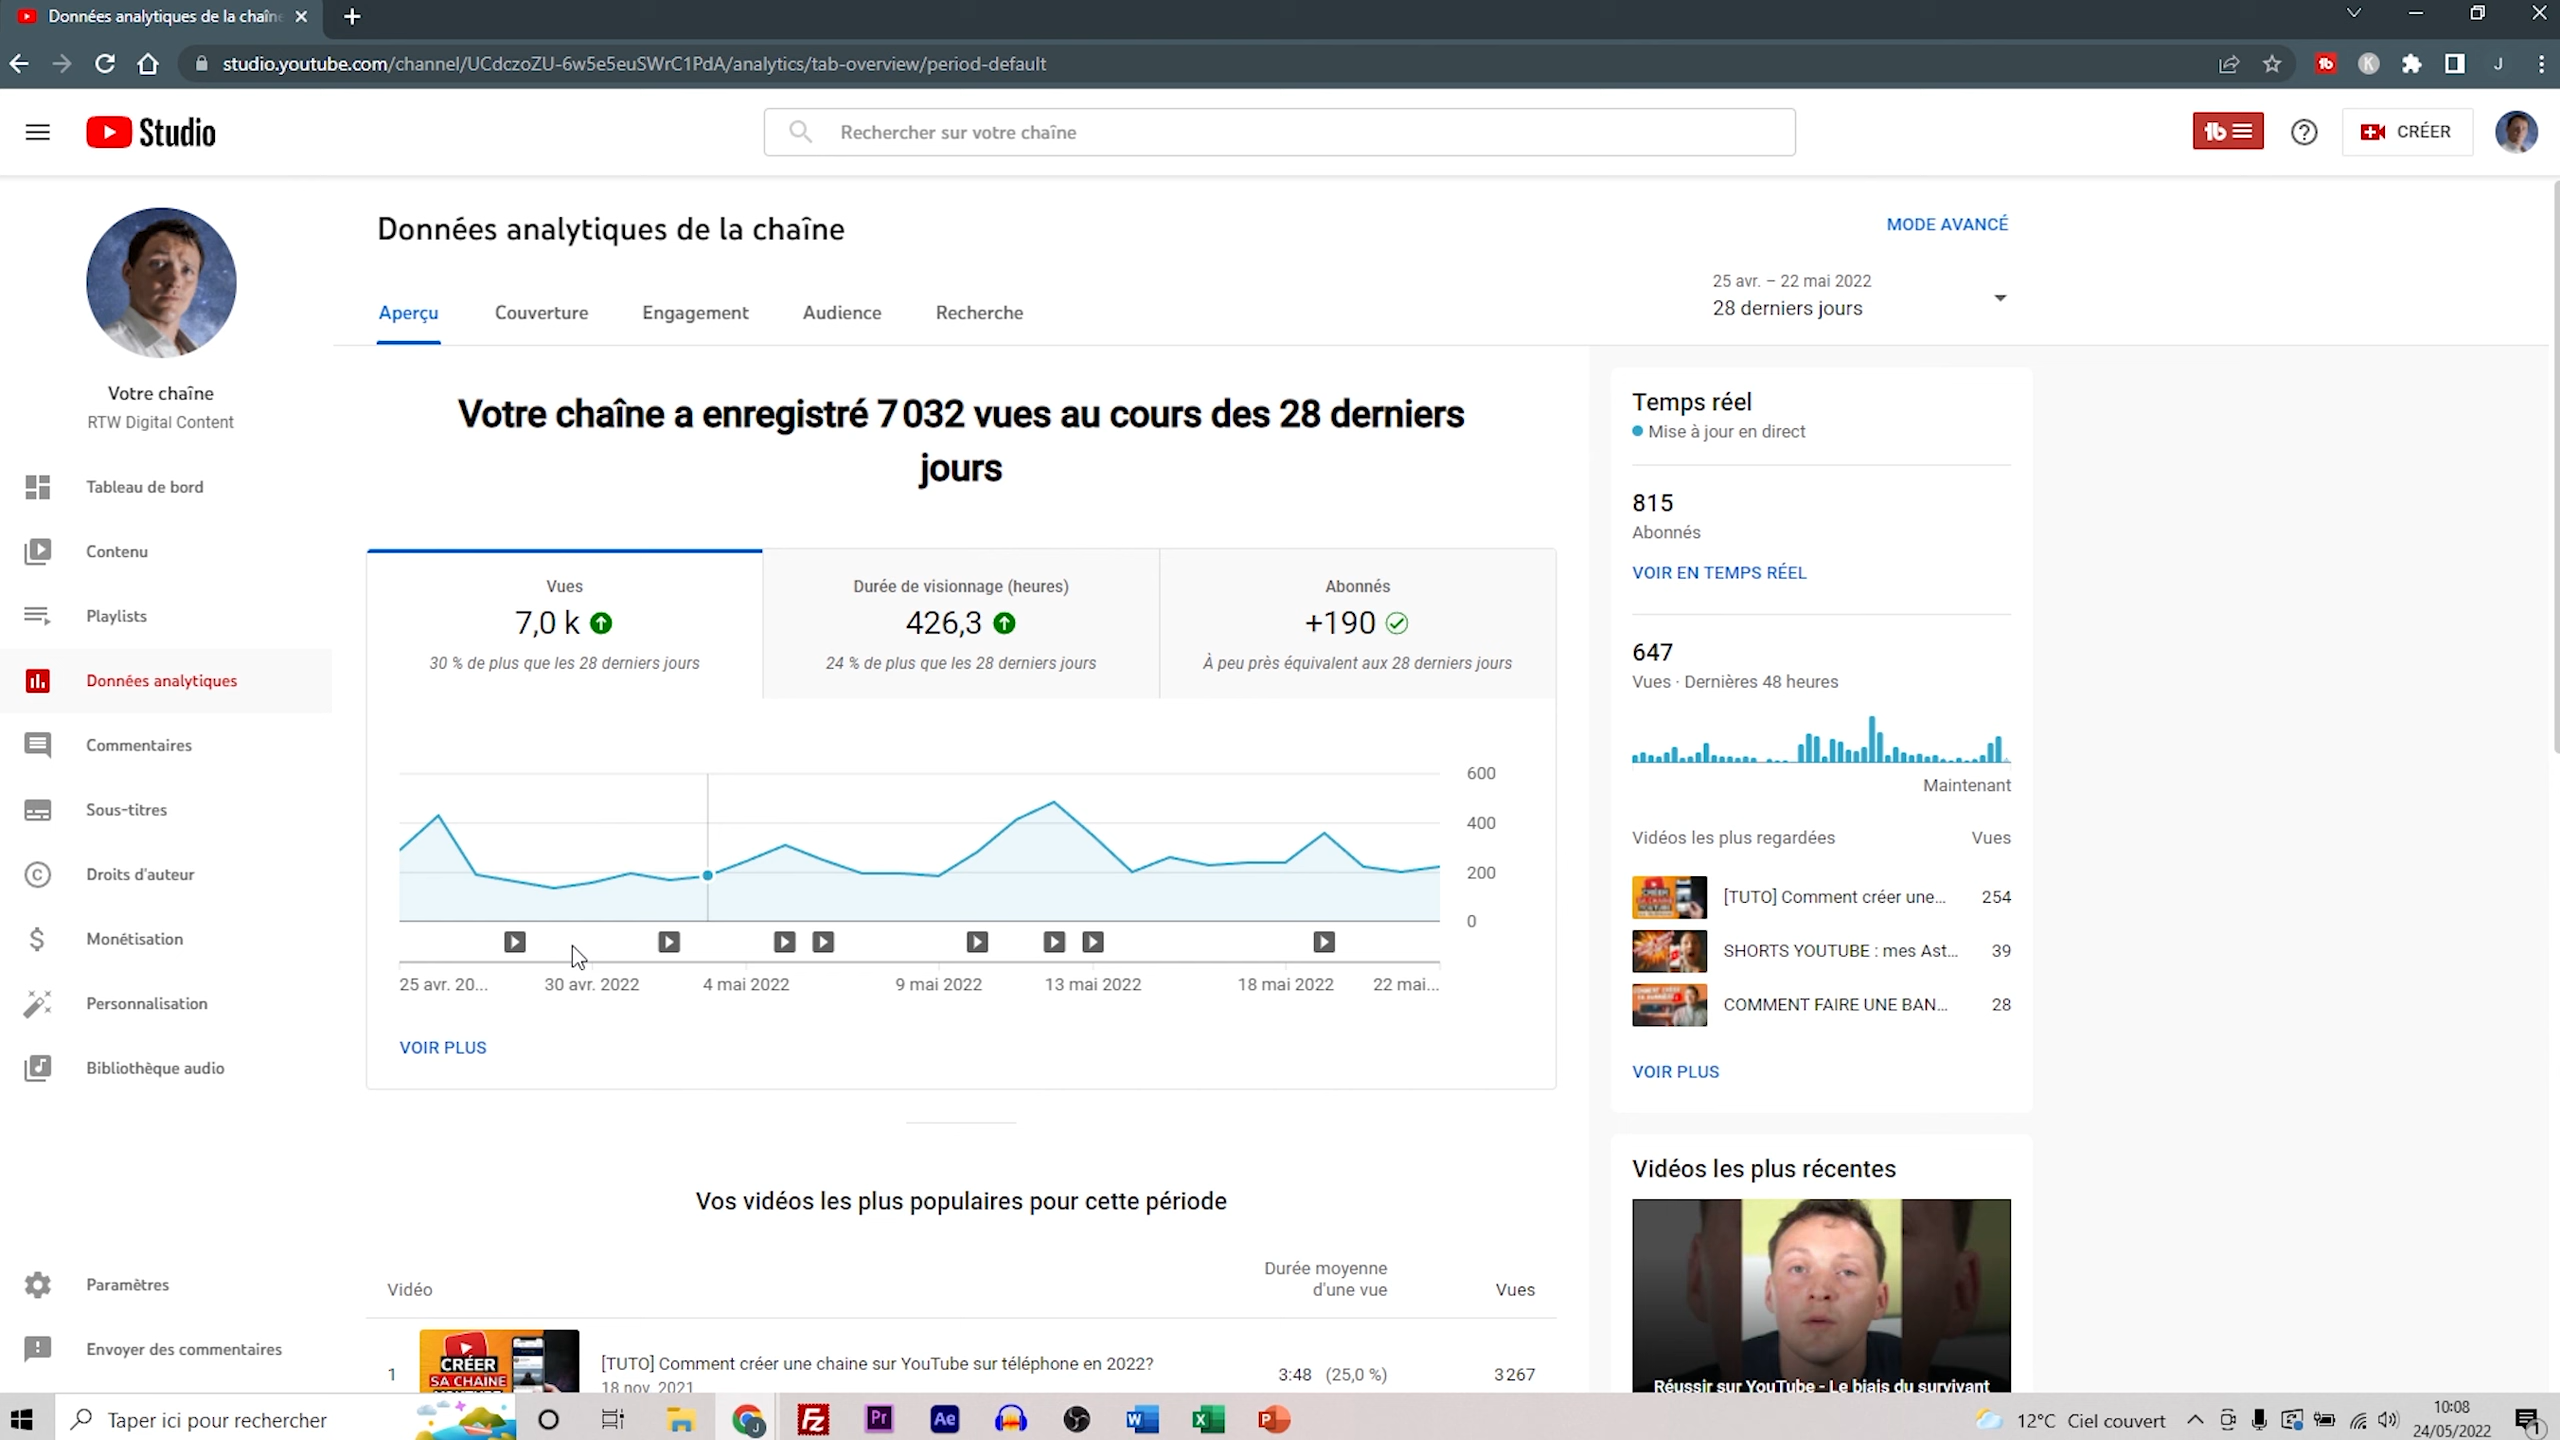 Données analytiques de la chaîne
studio.youtube.com/channel/UCdczoZU-6w5e5euSWrC1PdA/analytics/tab-overview/period-default
tb
K
J
Studio
Rechercher sur votre chaîne
tb
CRÉER
Votre chaîne
RTW Digital Content
Tableau de bord
Contenu
Playlists
Données analytiques
Commentaires
Sous-titres
Droits d'auteur
Monétisation
Personnalisation
Bibliothèque audio
Paramètres
Envoyer des commentaires
Données analytiques de la chaîne
MODE AVANCÉ
25 avr. – 22 mai 2022
28 derniers jours
Aperçu
Couverture
Engagement
Audience
Recherche
Votre chaîne a enregistré 7 032 vues au cours des 28 derniers
jours
Vues
7,0 k
30 % de plus que les 28 derniers jours
Durée de visionnage (heures)
426,3
24 % de plus que les 28 derniers jours
Abonnés
+190
À peu près équivalent aux 28 derniers jours
600
400
200
0
25 avr. 20...
30 avr. 2022
4 mai 2022
9 mai 2022
13 mai 2022
18 mai 2022
22 mai...
VOIR PLUS
Vos vidéos les plus populaires pour cette période
Vidéo
Durée moyenne
d'une vue
Vues
1
CRÉER
SA CHAINE
[TUTO] Comment créer une chaine sur YouTube sur téléphone en 2022?
18 nov. 2021
3:48 (25,0 %)
3 267
Temps réel
Mise à jour en direct
815
Abonnés
VOIR EN TEMPS RÉEL
647
Vues · Dernières 48 heures
Maintenant
Vidéos les plus regardées
Vues
[TUTO] Comment créer une...
254
SHORTS YOUTUBE : mes Ast...
39
COMMENT FAIRE UNE BAN...
28
VOIR PLUS
Vidéos les plus récentes
Réussir sur YouTube - Le biais du survivant
Taper ici pour rechercher
J
Fz
Pr
Ae
W
X
P
12°C Ciel couvert
10:08
24/05/2022
1